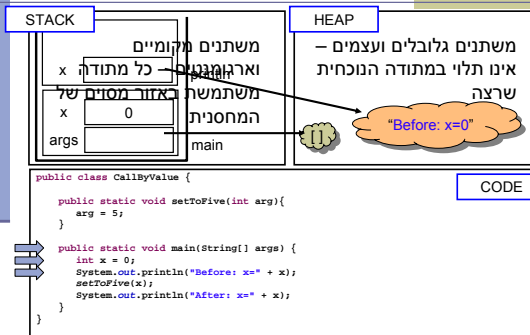 STACK
משתנים מקומיים
וארגומנטים – כל מתודה
משתמשת באזור מסוים של
המחסנית
x
println
x
0
args
main
HEAP
משתנים גלובלים ועצמים –
אינו תלוי במתודה הנוכחית
שרצה
"Before: x=0"
[]
CODE
public class CallByValue {
public static void setToFive(int arg){
arg = 5;
}
public static void main(String[] args) {
int x = 0;
System.out.println("Before: x=" + x);
setToFive(x);
System.out.println("After: x=" + x);
}
}